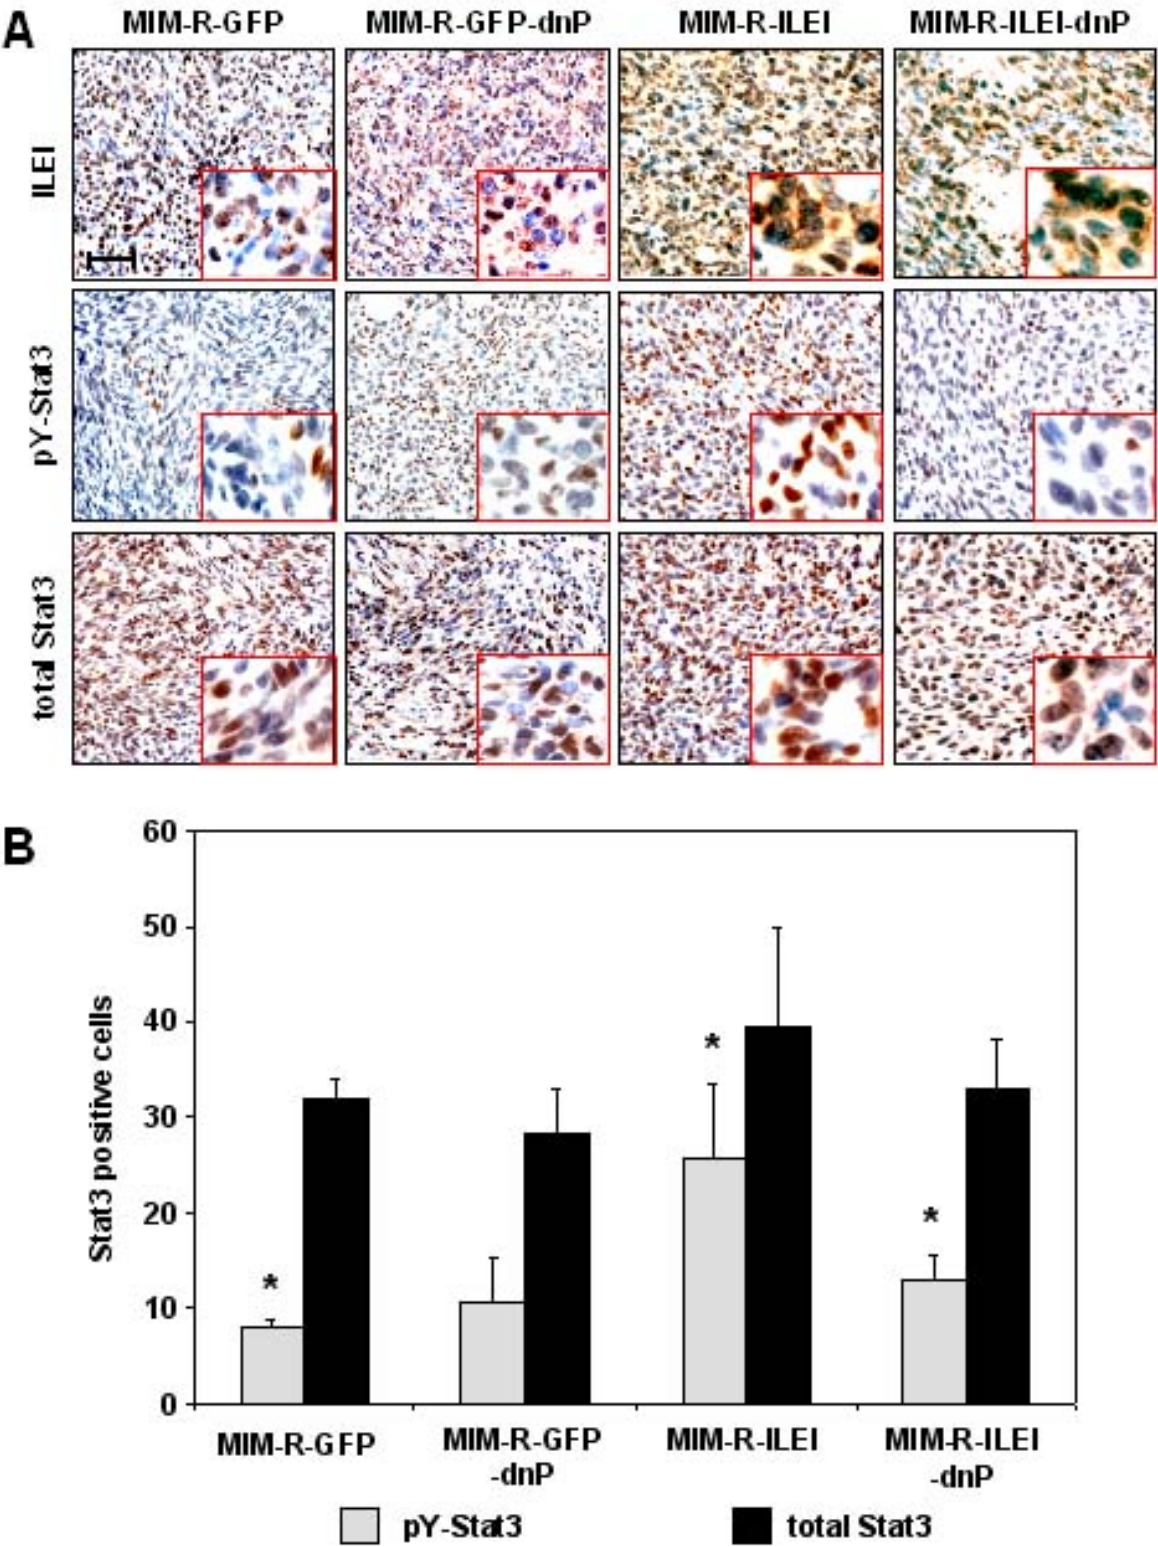 A
MIM-R-GFP MIM-R-GFP-dnP MIM-R-ILEI MIM-R-ILEI-dnP
ILEI
pY-Stat3
total Stat3
B
60
50
40
30
20
10
0
Stat3 positive cells
*
*
*
MIM-R-GFP MIM-R-GFP MIM-R-ILEI MIM-R-ILEI
-dnP -dnP
pY-Stat3 total Stat3